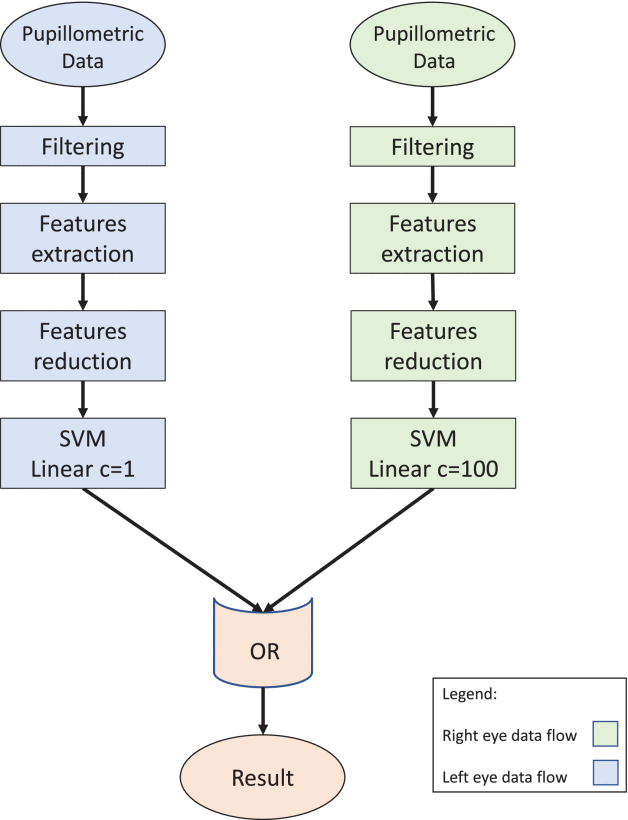 Pupillometric
Data
Filtering
Features
extraction
Features
reduction
SVM
Linear c=1
Pupillometric
Data
Filtering
Features
extraction
Features
reduction
SVM
Linear c=100
OR
Result
Legend:
Right eye data flow
Left eye data flow